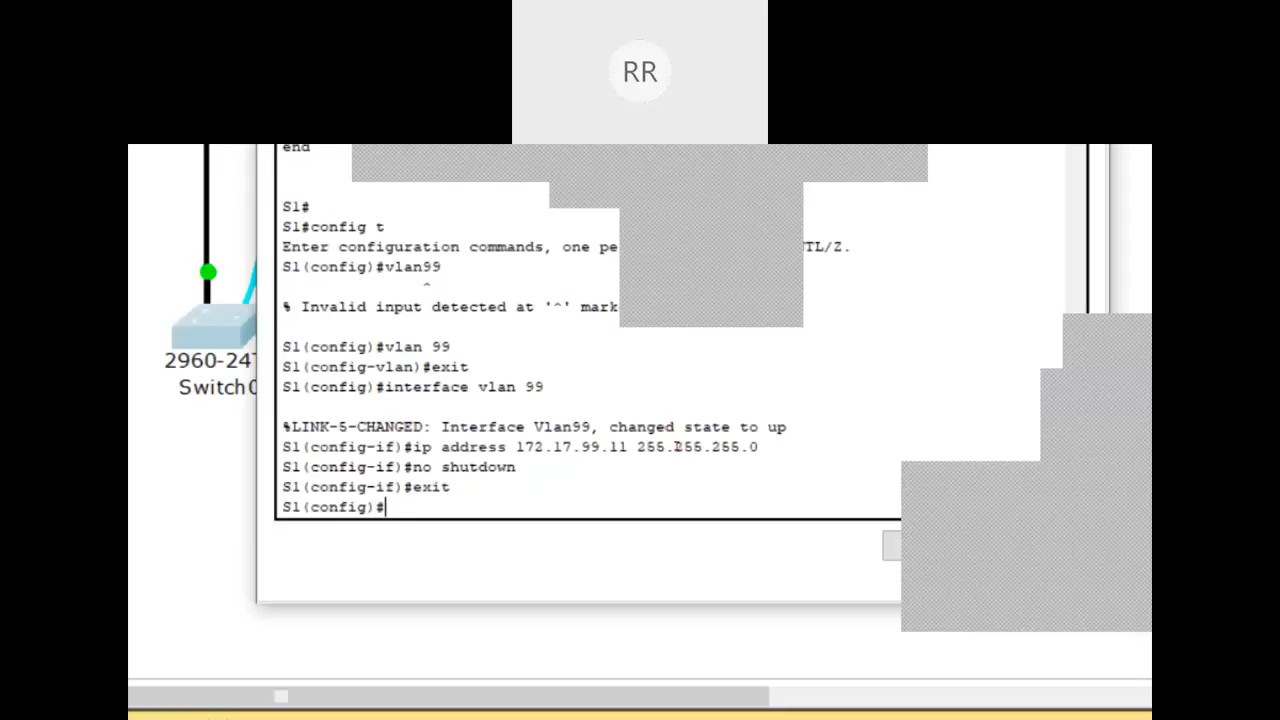 RR
end
S1#
S1#config t
Enter configuration commands, one pe TL/Z.
S1(config)#vlan99
^
% Invalid input detected at '^' mark
S1(config)#vlan 99
S1(config-vlan)#exit
S1(config)#interface vlan 99
%LINK-5-CHANGED: Interface Vlan99, changed state to up
S1(config-if)#ip address 172.17.99.11 255.255.255.0
S1(config-if)#no shutdown
S1(config-if)#exit
S1(config)#
2960-24T
Switch0